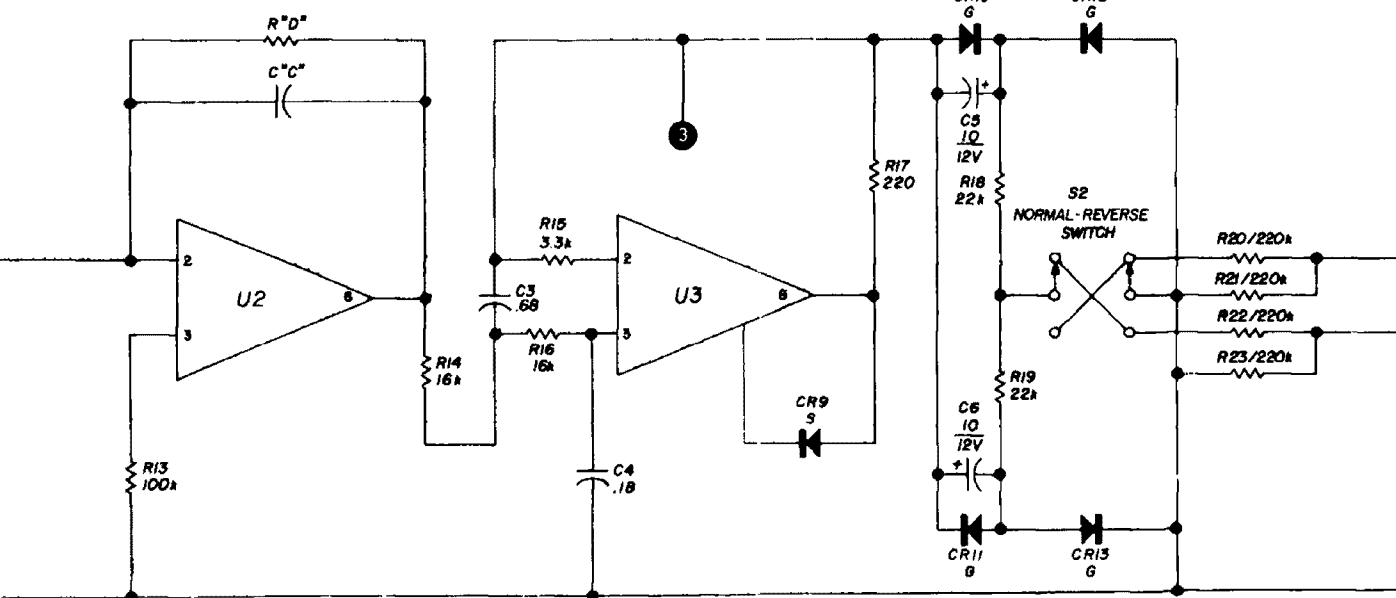 G
G
R"D"
C"C"
3
C5
10
12V
R17
220
R18
22k
S2
NORMAL-REVERSE
SWITCH
R15
3.3k
2
2
R20/220k
U2
6
C3
.68
U3
6
R21/220k
3
R16
16k
3
R22/220k
R14
16k
R23/220k
R19
22k
CR9
S
C6
10
12V
R13
100k
C4
.18
CR11
G
CR13
G